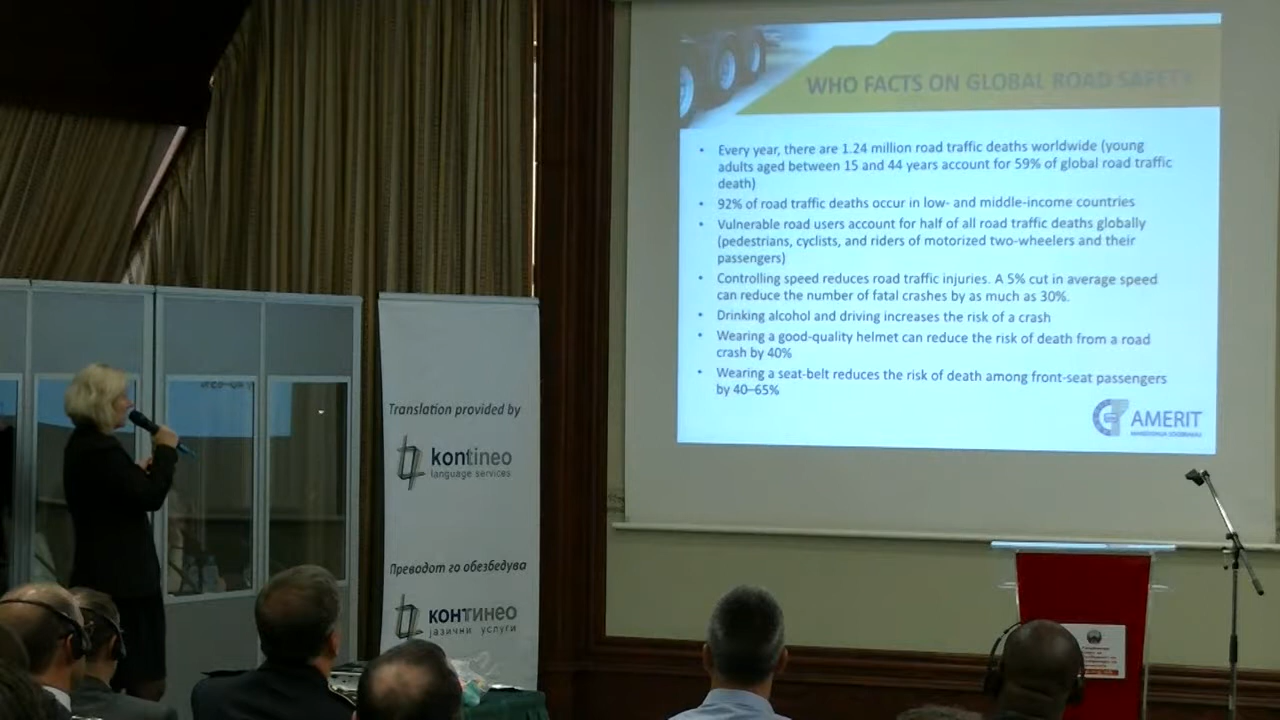 WHO FACTS ON GLOBAL ROAD SAFETY
• Every year, there are 1.24 million road traffic deaths worldwide (young
adults aged between 15 and 44 years account for 59% of global road traffic
death)
• 92% of road traffic deaths occur in low- and middle-income countries
• Vulnerable road users account for half of all road traffic deaths globally
(pedestrians, cyclists, and riders of motorized two-wheelers and their
passengers)
• Controlling speed reduces road traffic injuries. A 5% cut in average speed
can reduce the number of fatal crashes by as much as 30%.
• Drinking alcohol and driving increases the risk of a crash
• Wearing a good-quality helmet can reduce the risk of death from a road
crash by 40%
• Wearing a seat-belt reduces the risk of death among front-seat passengers
by 40–65%
AMERIT
Translation provided by
kontineo
language services
Преводот го обезбедува
КОНТИНЕО
јазични услуги